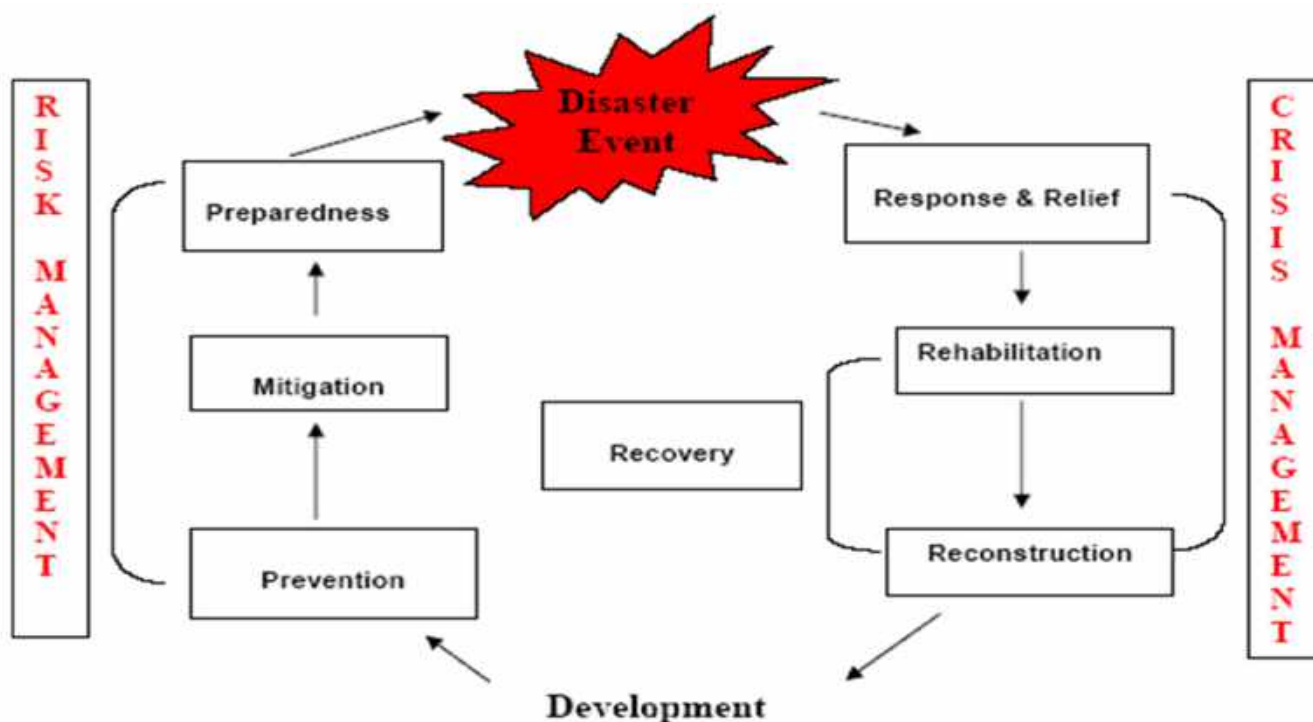 RISK MANAGEMENT
Disaster
Event
CRISIS MANAGEMENT
Preparedness
Response & Relief
Mitigation
Rehabilitation
Recovery
Prevention
Reconstruction
Development